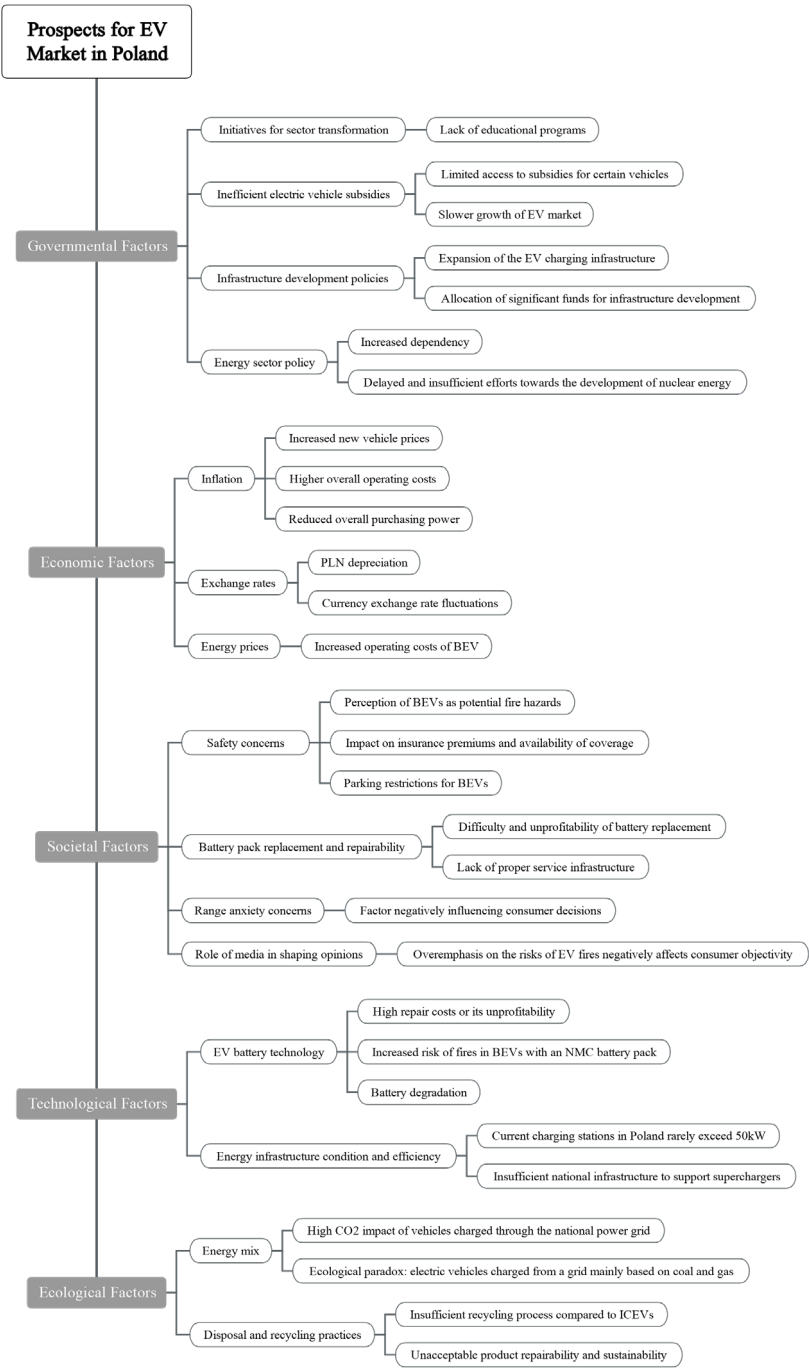 Prospects for EV
Market in Poland
Governmental Factors
Initiatives for sector transformation
Lack of educational programs
Inefficient electric vehicle subsidies
Limited access to subsidies for certain vehicles
Slower growth of EV market
Infrastructure development policies
Expansion of the EV charging infrastructure
Allocation of significant funds for infrastructure development
Energy sector policy
Increased dependency
Delayed and insufficient efforts towards the development of nuclear energy
Economic Factors
Inflation
Increased new vehicle prices
Higher overall operating costs
Reduced overall purchasing power
Exchange rates
PLN depreciation
Currency exchange rate fluctuations
Energy prices
Increased operating costs of BEV
Societal Factors
Safety concerns
Perception of BEVs as potential fire hazards
Impact on insurance premiums and availability of coverage
Parking restrictions for BEVs
Battery pack replacement and repairability
Difficulty and unprofitability of battery replacement
Lack of proper service infrastructure
Range anxiety concerns
Factor negatively influencing consumer decisions
Role of media in shaping opinions
Overemphasis on the risks of EV fires negatively affects consumer objectivity
Technological Factors
EV battery technology
High repair costs or its unprofitability
Increased risk of fires in BEVs with an NMC battery pack
Battery degradation
Energy infrastructure condition and efficiency
Current charging stations in Poland rarely exceed 50kW
Insufficient national infrastructure to support superchargers
Ecological Factors
Energy mix
High CO2 impact of vehicles charged through the national power grid
Ecological paradox: electric vehicles charged from a grid mainly based on coal and gas
Disposal and recycling practices
Insufficient recycling process compared to ICEVs
Unacceptable product repairability and sustainability